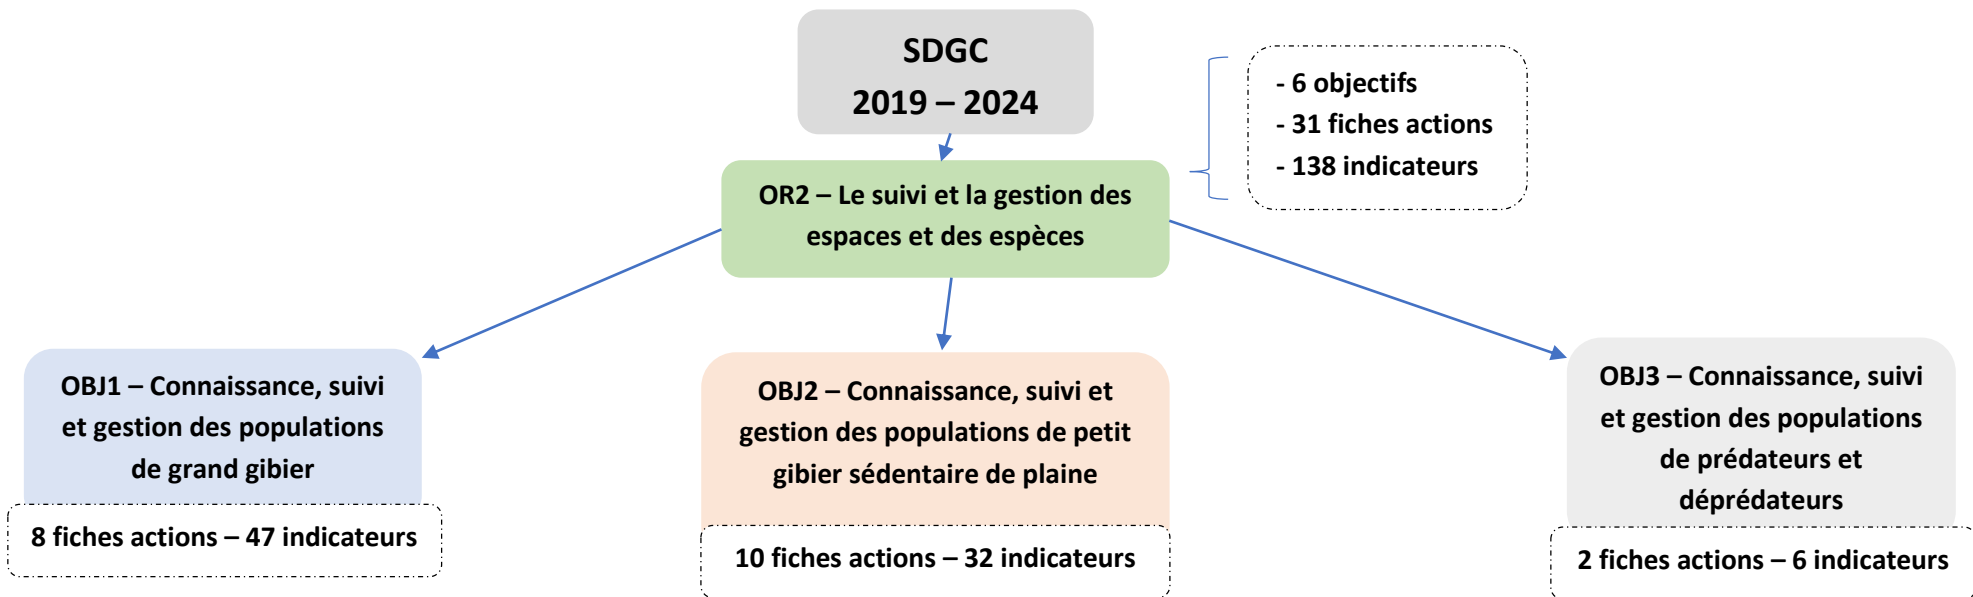 SDGC
2019 – 2024
- 6 objectifs
- 31 fiches actions
- 138 indicateurs
OR2 – Le suivi et la gestion des
espaces et des espèces
OBJ1 – Connaissance, suivi
et gestion des populations
de grand gibier
8 fiches actions – 47 indicateurs
OBJ2 – Connaissance, suivi et
gestion des populations de petit
gibier sédentaire de plaine
10 fiches actions – 32 indicateurs
OBJ3 – Connaissance, suivi
et gestion des populations
de prédateurs et
déprédateurs
2 fiches actions – 6 indicateurs